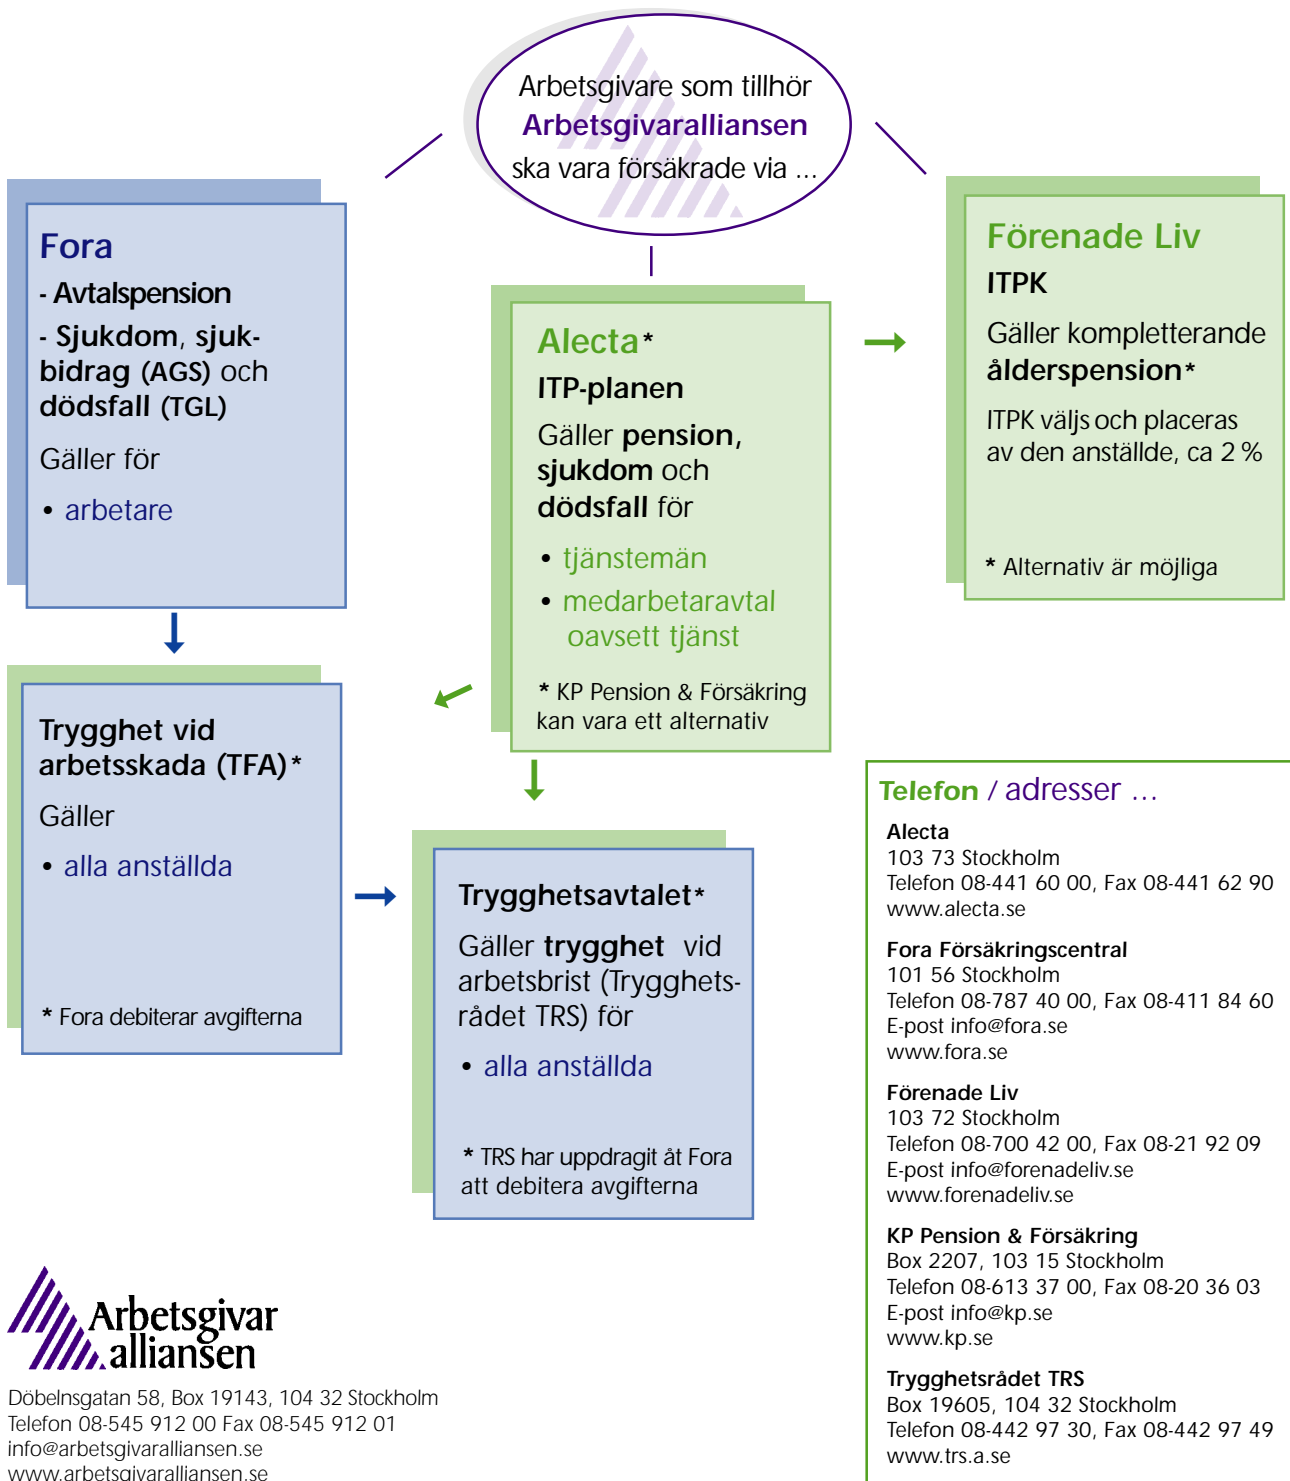 Arbetsgivare som tillhör
Arbetsgivaralliansen
ska vara försäkrade via ...
Fora
- Avtalspension
- Sjukdom, sjuk-
bidrag (AGS) och
dödsfall (TGL)
Gäller för
• arbetare
Alecta*
ITP-planen
Gäller pension,
sjukdom och
dödsfall för
• tjänstemän
• medarbetaravtal
oavsett tjänst
* KP Pension & Försäkring
kan vara ett alternativ
Förenade Liv
ITPK
Gäller kompletterande
ålderspension*
ITPK väljs och placeras
av den anställde, ca 2 %
* Alternativ är möjliga
Trygghet vid
arbetsskada (TFA)*
Gäller
• alla anställda
* Fora debiterar avgifterna
Trygghetsavtalet*
Gäller trygghet vid
arbetsbrist (Trygghets-
rådet TRS) för
• alla anställda
* TRS har uppdragit åt Fora
att debitera avgifterna
Telefon / adresser ...
Alecta
103 73 Stockholm
Telefon 08-441 60 00, Fax 08-441 62 90
www.alecta.se
Fora Försäkringscentral
101 56 Stockholm
Telefon 08-787 40 00, Fax 08-411 84 60
E-post info@fora.se
www.fora.se
Förenade Liv
103 72 Stockholm
Telefon 08-700 42 00, Fax 08-21 92 09
E-post info@forenadeliv.se
www.forenadeliv.se
KP Pension & Försäkring
Box 2207, 103 15 Stockholm
Telefon 08-613 37 00, Fax 08-20 36 03
E-post info@kp.se
www.kp.se
Trygghetsrådet TRS
Box 19605, 104 32 Stockholm
Telefon 08-442 97 30, Fax 08-442 97 49
www.trs.a.se
Arbetsgivar
alliansen
Döbelnsgatan 58, Box 19143, 104 32 Stockholm
Telefon 08-545 912 00 Fax 08-545 912 01
info@arbetsgivaralliansen.se
www.arbetsgivaralliansen.se